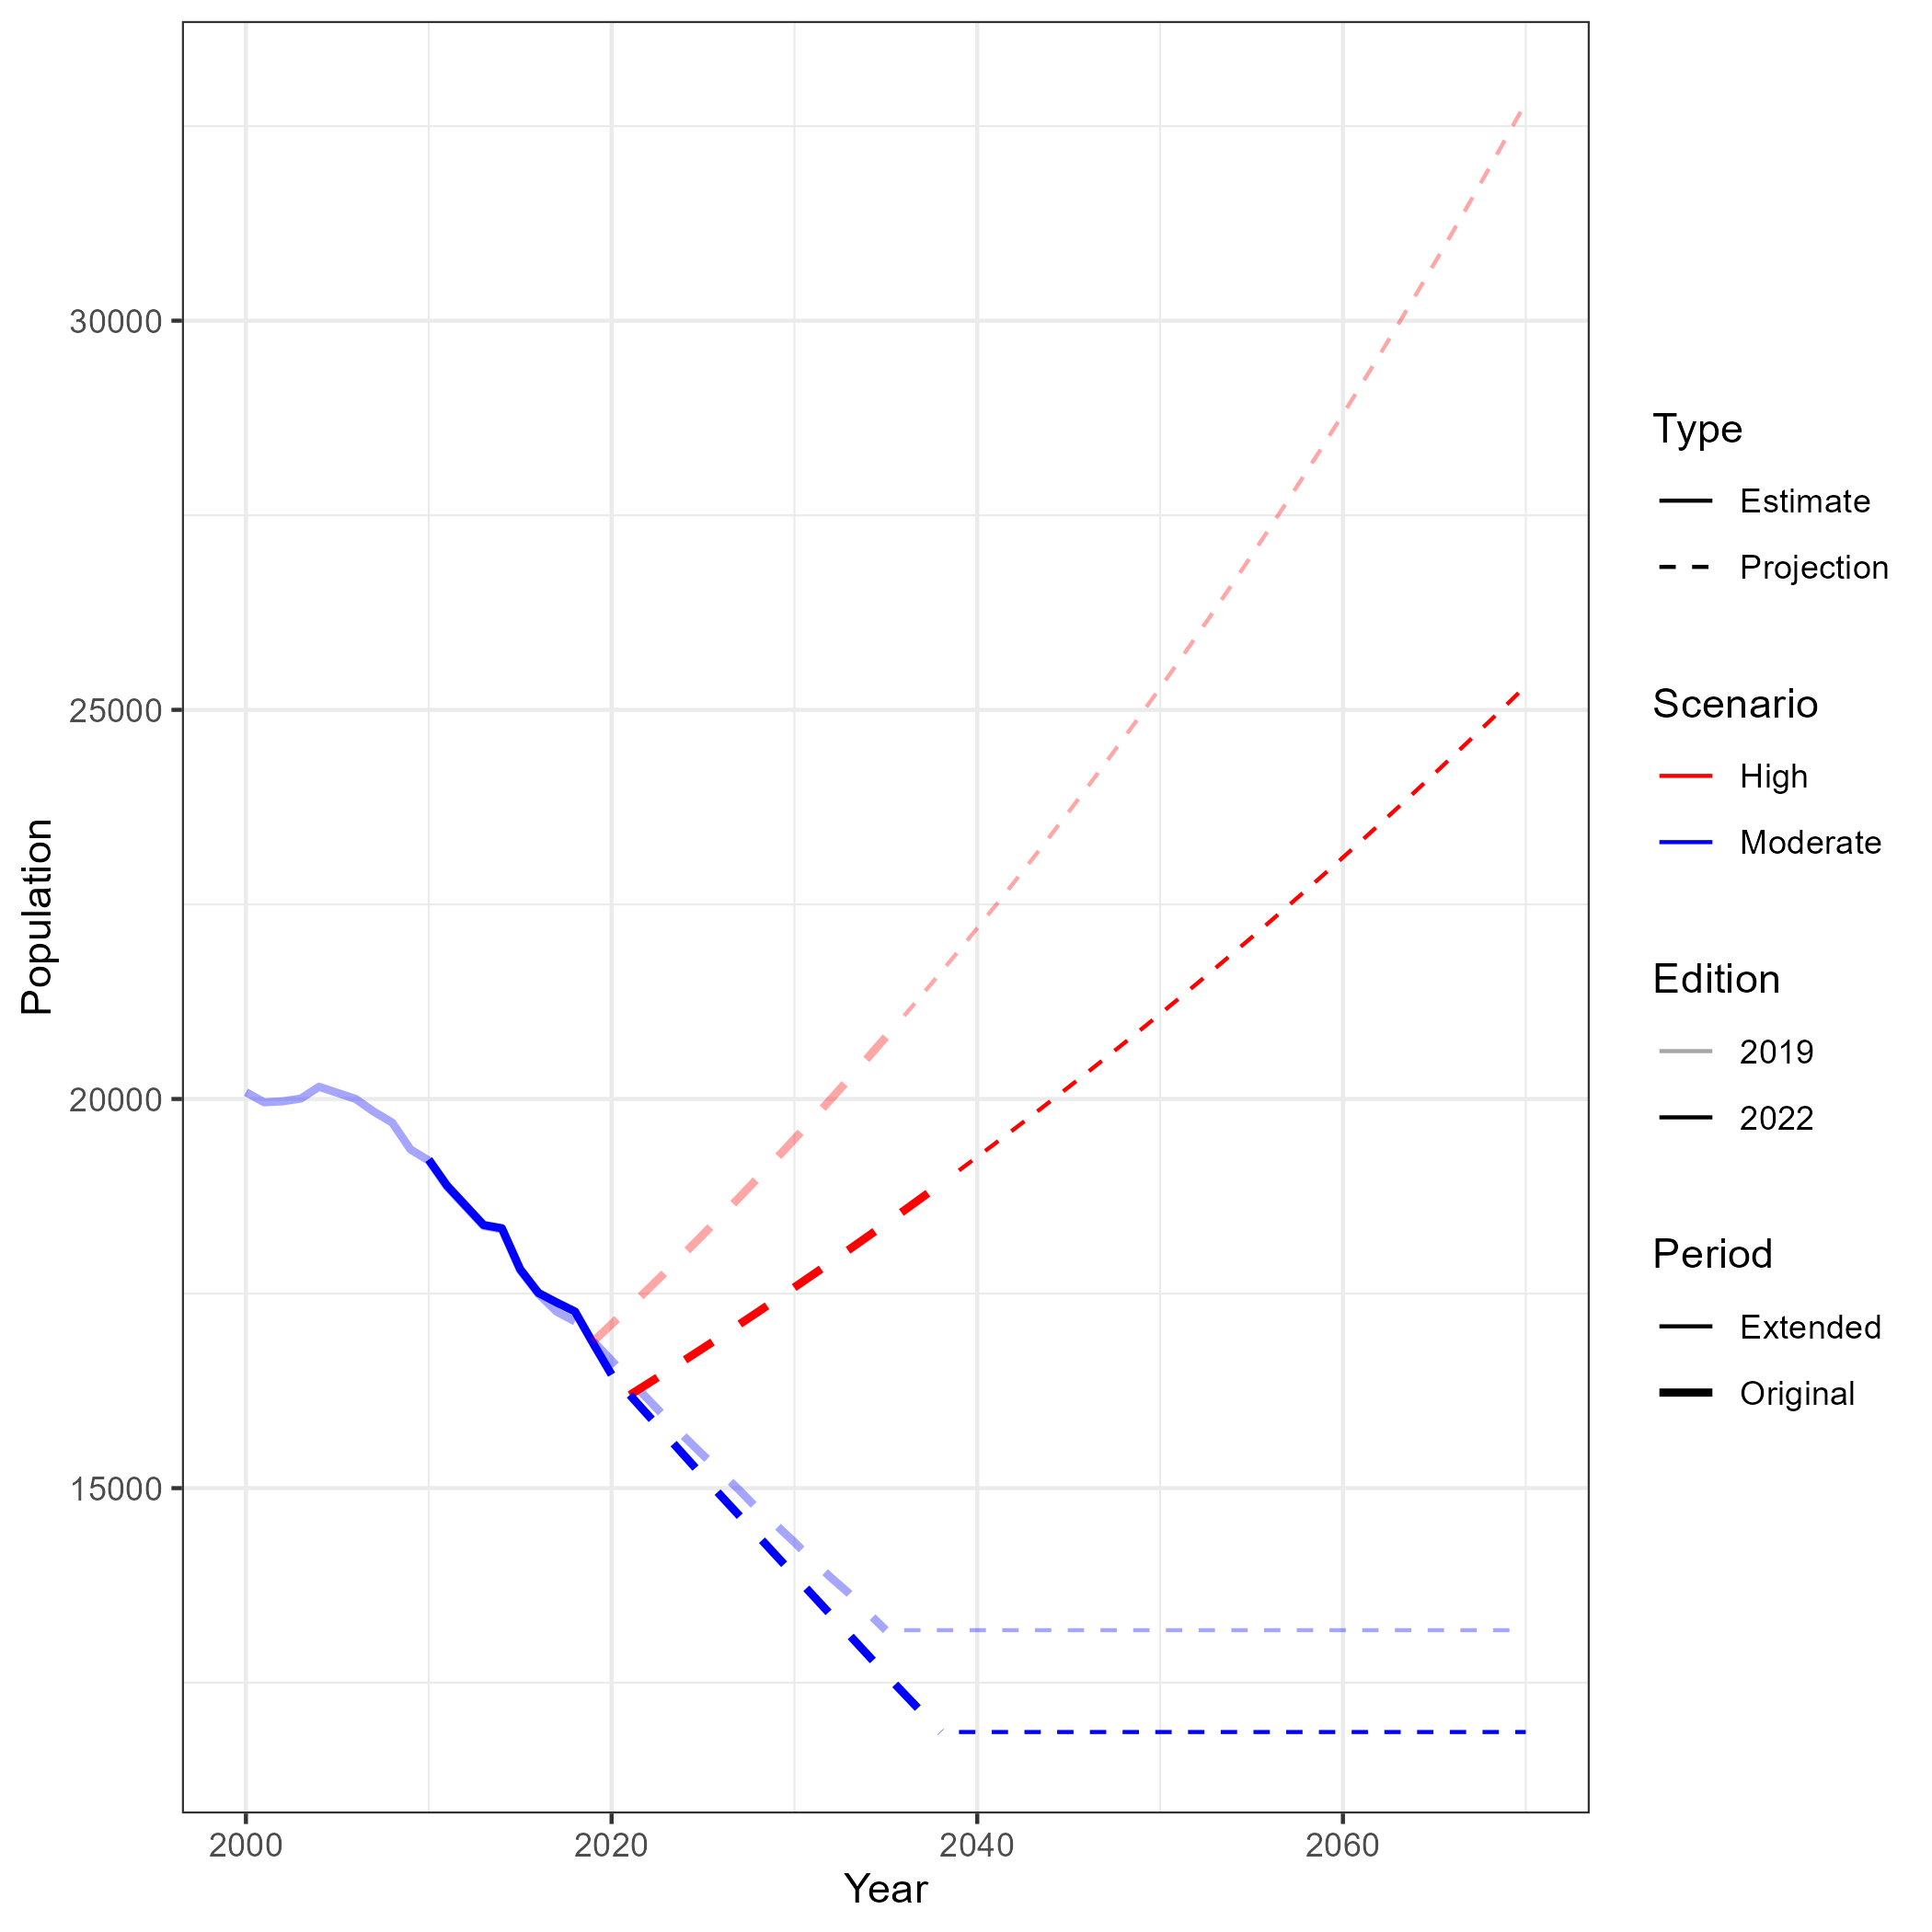 Population
30000
25000
20000
15000
2000
2020
2040
2060
Year
Type
Estimate
Projection
Scenario
High
Moderate
Edition
2019
2022
Period
Extended
Original